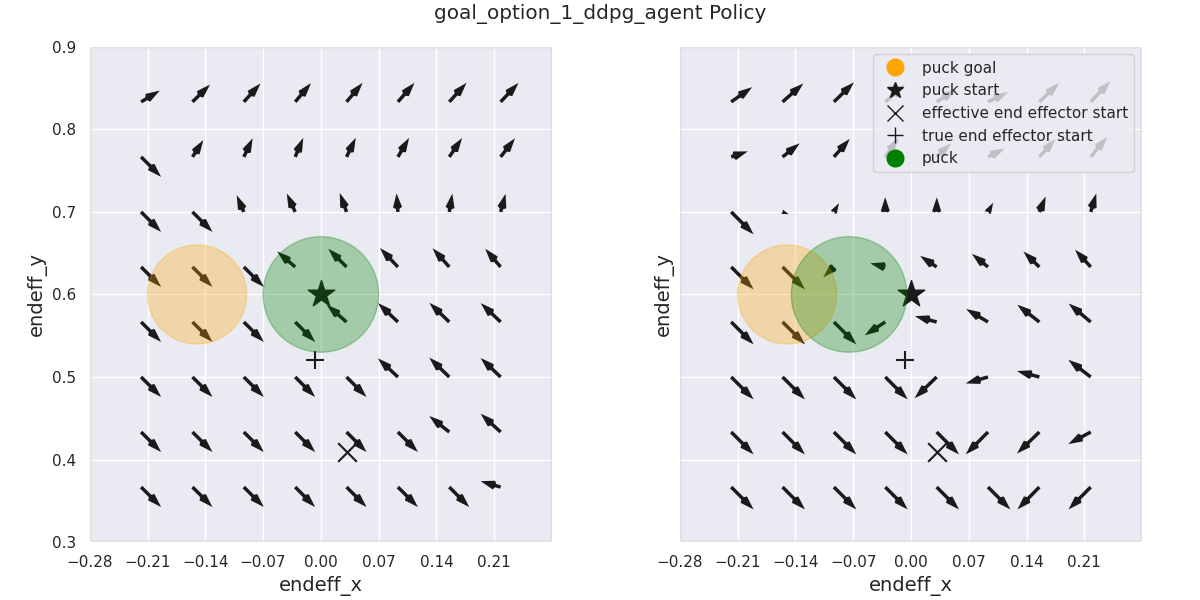 goal_option_1_ddpg_agent Policy
0.9
0.8
0.7
0.6
0.5
0.4
0.3
endeff_y
−0.28 −0.21 −0.14 −0.07 0.00 0.07 0.14 0.21
endeff_x
puck goal
puck start
effective end effector start
true end effector start
puck
endeff_y
−0.28 −0.21 −0.14 −0.07 0.00 0.07 0.14 0.21
endeff_x